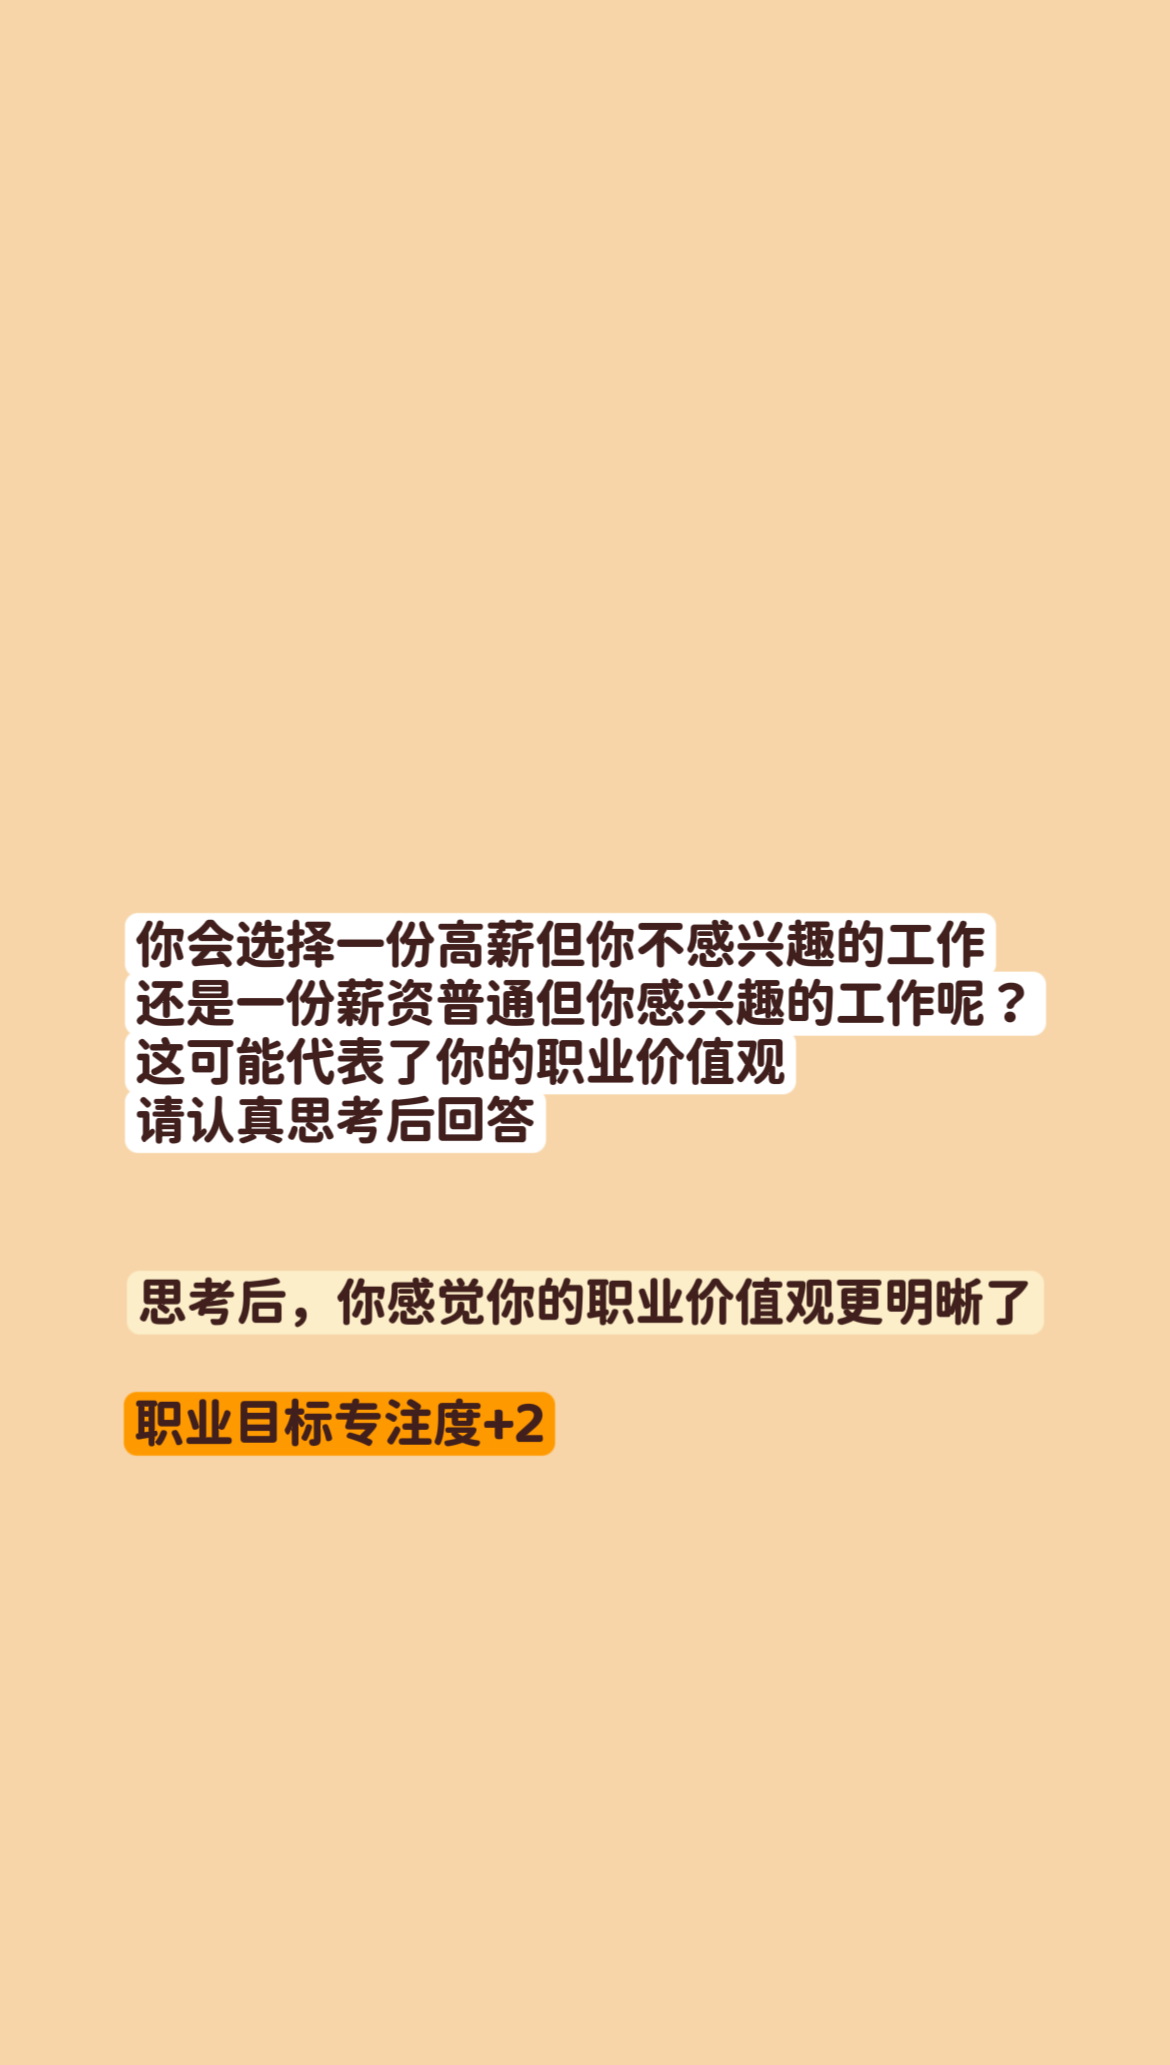 你会选择一份高薪但你不感兴趣的工作
还是一份薪资普通但你感兴趣的工作呢？
这可能代表了你的职业价值观
请认真思考后回答
思考后，你感觉你的职业价值观更明晰了
职业目标专注度+2